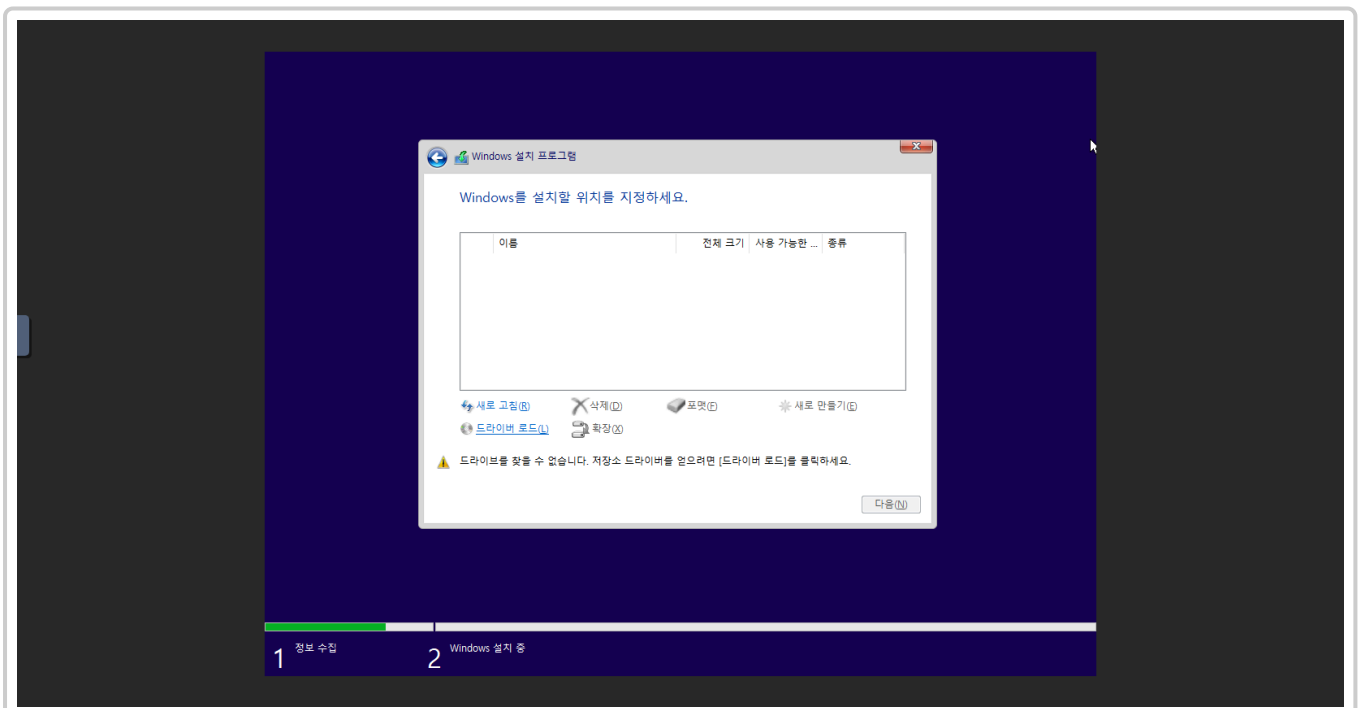 Windows 설치 프로그램
Windows를 설치할 위치를 지정하세요.
이름 전체 크기 사용 가능한 ... 종류
새로 고침(R) 삭제(D) 포맷(F) 새로 만들기(E)
드라이버 로드(L) 확장(X)
드라이브를 찾을 수 없습니다. 저장소 드라이버를 얻으려면 [드라이버 로드]를 클릭하세요.
다음(N)
1 정보 수집 2 Windows 설치 중